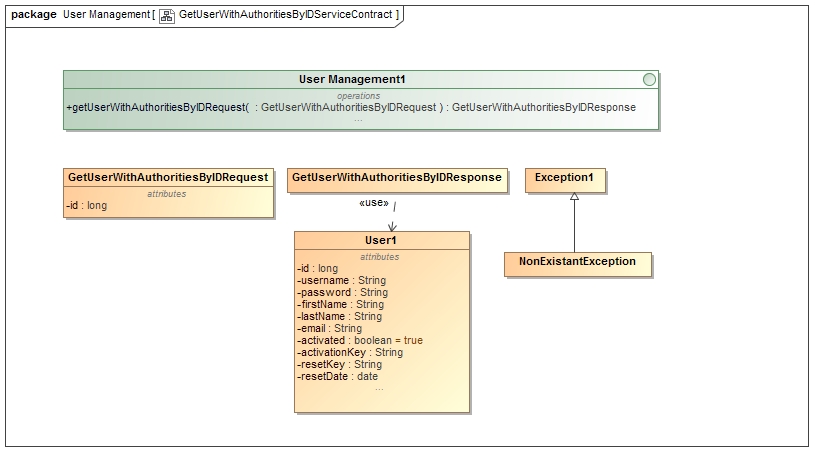 package User Management [ GetUserWithAuthoritiesByIDServiceContract ]
User Management1
operations
+getUserWithAuthoritiesByIDRequest( : GetUserWithAuthoritiesByIDRequest ) : GetUserWithAuthoritiesByIDResponse
...
GetUserWithAuthoritiesByIDRequest
attributes
-id : long
GetUserWithAuthoritiesByIDResponse
Exception1
«use»
User1
attributes
-id : long
-username : String
-password : String
-firstName : String
-lastName : String
-email : String
-activated : boolean = true
-activationKey : String
-resetKey : String
-resetDate : date
...
NonExistantException